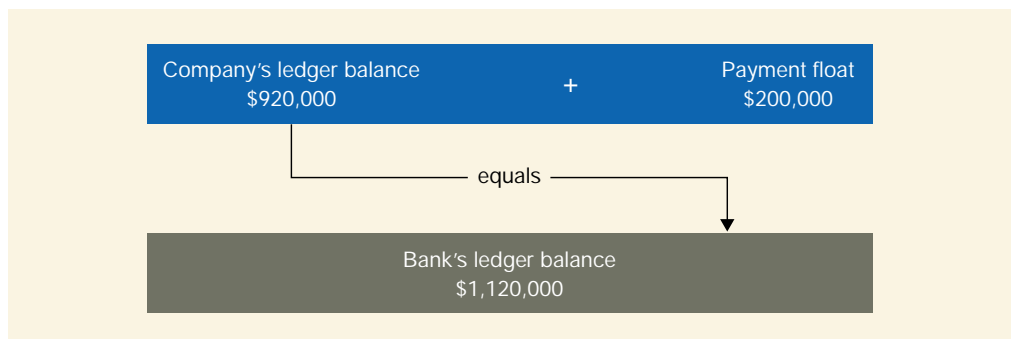 Company’s ledger balance
$920,000
+
Payment float
$200,000
equals
Bank’s ledger balance
$1,120,000